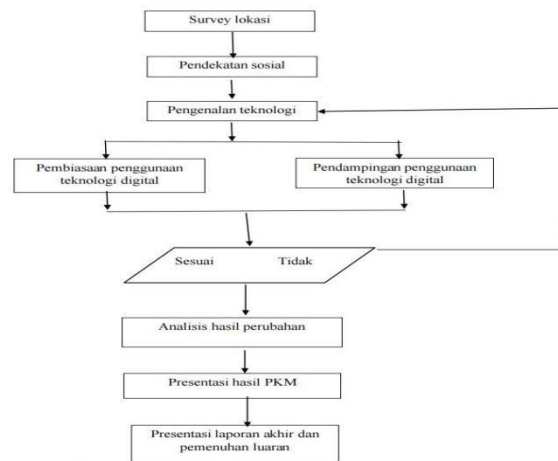 Survey lokasi
Pendekatan sosial
Pengenalan teknologi
Pembiasaan penggunaan
teknologi digital
Pendampingan penggunaan
teknologi digital
Sesuai Tidak
Analisis hasil perubahan
Presentasi hasil PKM
Presentasi laporan akhir dan
pemenuhan luaran